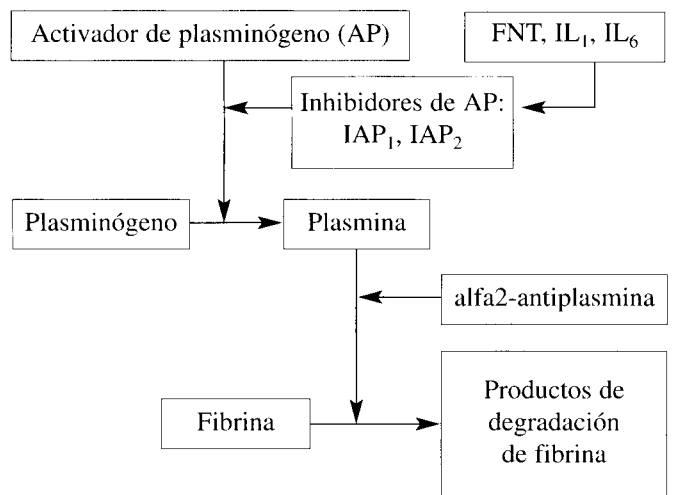 Activador de plasminógeno (AP)
FNT, IL₁, IL₆
Inhibidores de AP:
IAP₁, IAP₂
Plasminógeno
Plasmina
alfa2-antiplasmina
Fibrina
Productos de
degradación
de fibrina